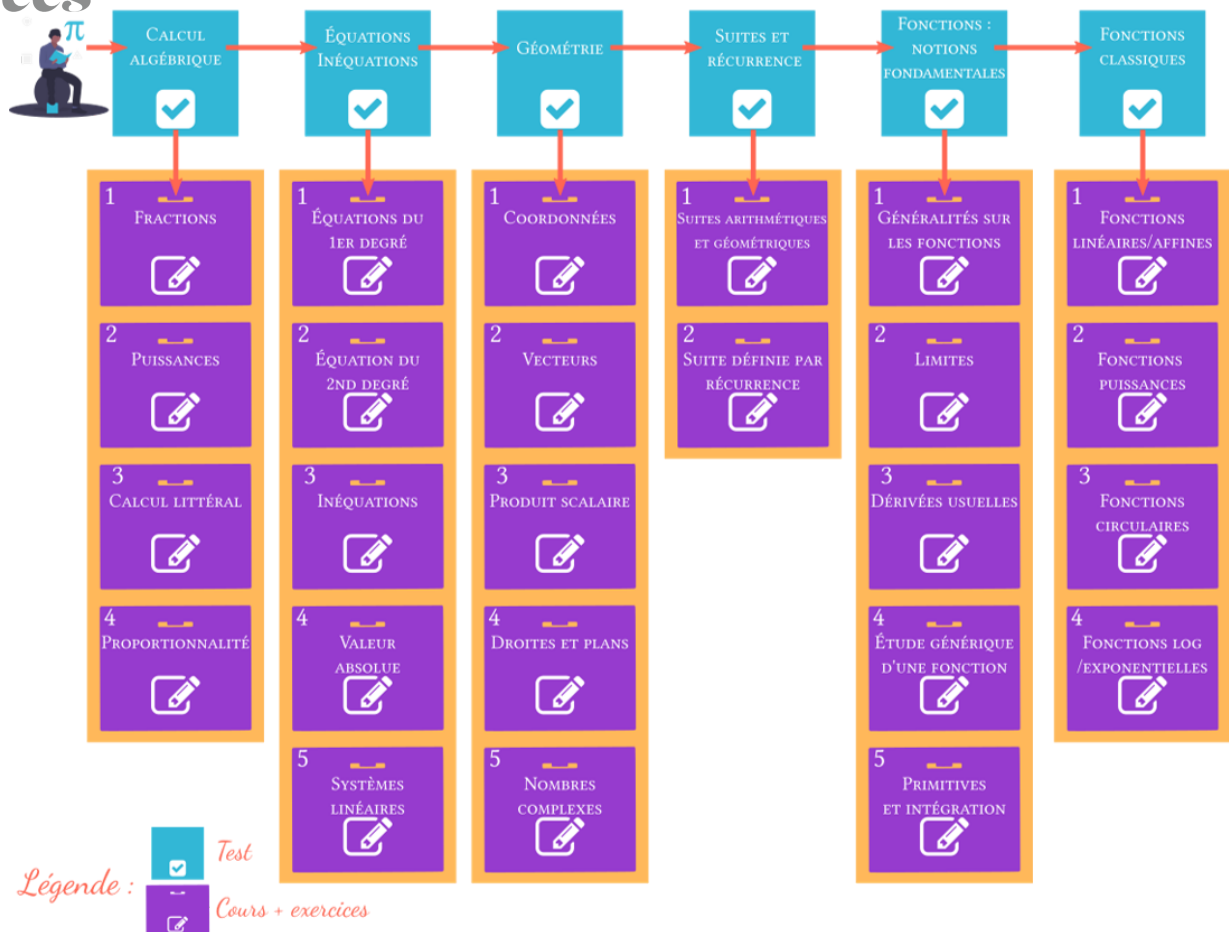 π
CALCUL
ALGÉBRIQUE
ÉQUATIONS
INÉQUATIONS
GÉOMÉTRIE
SUITES ET
RÉCURRENCE
FONCTIONS :
NOTIONS
FONDAMENTALES
FONCTIONS
CLASSIQUES
1
FRACTIONS
2
PUISSANCES
3
CALCUL LITTÉRAL
4
PROPORTIONNALITÉ
1
ÉQUATIONS DU
1ER DEGRÉ
2
ÉQUATION DU
2ND DEGRÉ
3
INÉQUATIONS
4
VALEUR
ABSOLUE
5
SYSTÈMES
LINÉAIRES
1
COORDONNÉES
2
VECTEURS
3
PRODUIT SCALAIRE
4
DROITES ET PLANS
5
NOMBRES
COMPLEXES
1
SUITES ARITHMÉTIQUES
ET GÉOMÉTRIQUES
2
SUITE DÉFINIE PAR
RÉCURRENCE
1
GÉNÉRALITÉS SUR
LES FONCTIONS
2
LIMITES
3
DÉRIVÉES USUELLES
4
ÉTUDE GÉNÉRIQUE
D'UNE FONCTION
5
PRIMITIVES
ET INTÉGRATION
1
FONCTIONS
LINÉAIRES/AFFINES
2
FONCTIONS
PUISSANCES
3
FONCTIONS
CIRCULAIRES
4
FONCTIONS LOG
/EXPONENTIELLES
Légende :
Test
Cours + exercices